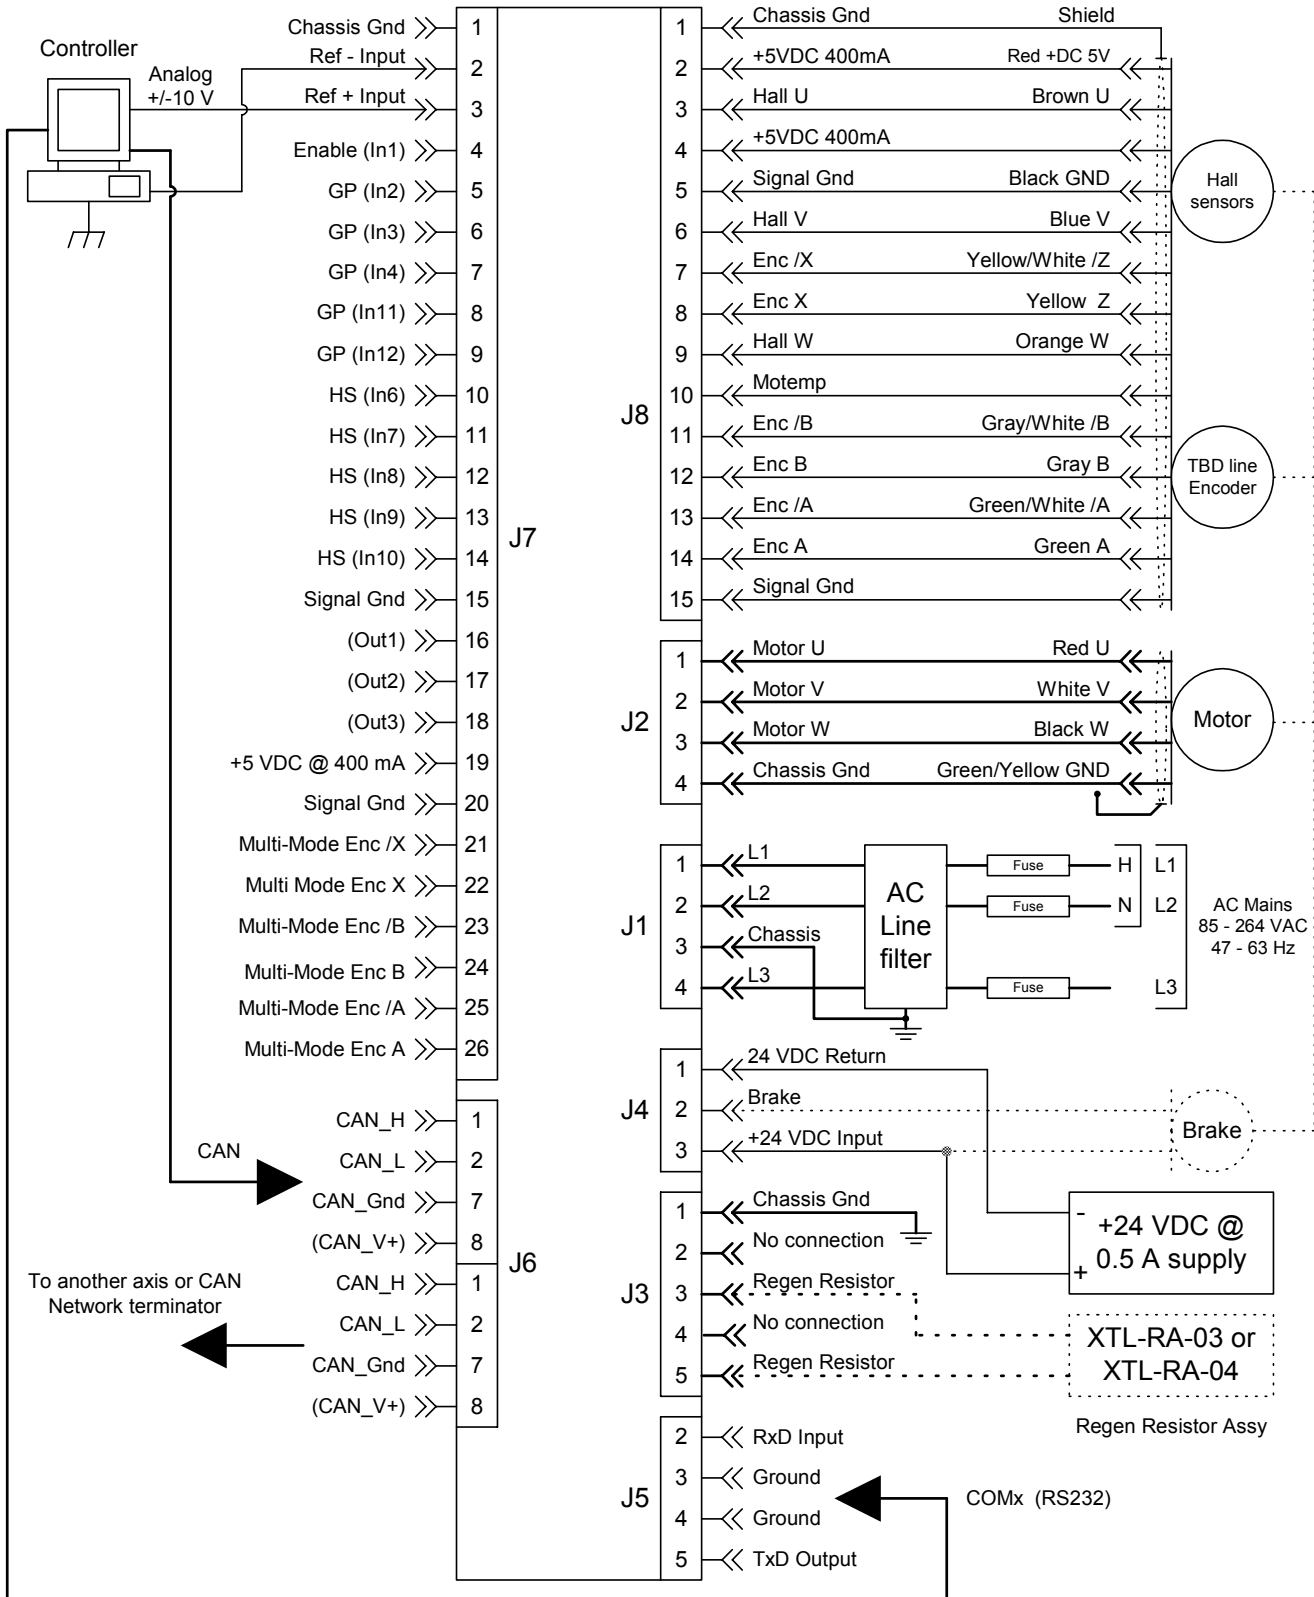 Controller
Analog
+/-10 V
Chassis Gnd 1
Ref - Input 2
Ref + Input 3
Enable (In1) 4
GP (In2) 5
GP (In3) 6
GP (In4) 7
GP (In11) 8
GP (In12) 9
HS (In6) 10
HS (In7) 11
HS (In8) 12
HS (In9) 13
HS (In10) 14
Signal Gnd 15
(Out1) 16
(Out2) 17
(Out3) 18
+5 VDC @ 400 mA 19
Signal Gnd 20
Multi-Mode Enc /X 21
Multi Mode Enc X 22
Multi-Mode Enc /B 23
Multi-Mode Enc B 24
Multi-Mode Enc /A 25
Multi-Mode Enc A 26
J7
CAN
CAN_H 1
CAN_L 2
CAN_Gnd 7
(CAN_V+) 8
J6
To another axis or CAN
Network terminator
CAN_H 1
CAN_L 2
CAN_Gnd 7
(CAN_V+) 8
J8
1 Chassis Gnd Shield
2 +5VDC 400mA Red +DC 5V
3 Hall U Brown U
4 +5VDC 400mA
5 Signal Gnd Black GND
6 Hall V Blue V
7 Enc /X Yellow/White /Z
8 Enc X Yellow Z
9 Hall W Orange W
10 Motemp
11 Enc /B Gray/White /B
12 Enc B Gray B
13 Enc /A Green/White /A
14 Enc A Green A
15 Signal Gnd
Hall
sensors
TBD line
Encoder
J2
1 Motor U Red U
2 Motor V White V
3 Motor W Black W
4 Chassis Gnd Green/Yellow GND
Motor
J1
1 L1 Fuse H L1
2 L2 Fuse N L2
3 Chassis
4 L3 Fuse L3
AC
Line
filter
AC Mains
85 - 264 VAC
47 - 63 Hz
J4
1 24 VDC Return
2 Brake
3 +24 VDC Input
Brake
-
+24 VDC @
+ 0.5 A supply
J3
1 Chassis Gnd
2 No connection
3 Regen Resistor
4 No connection
5 Regen Resistor
XTL-RA-03 or
XTL-RA-04
Regen Resistor Assy
J5
2 RxD Input
3 Ground
4 Ground
5 TxD Output
COMx (RS232)